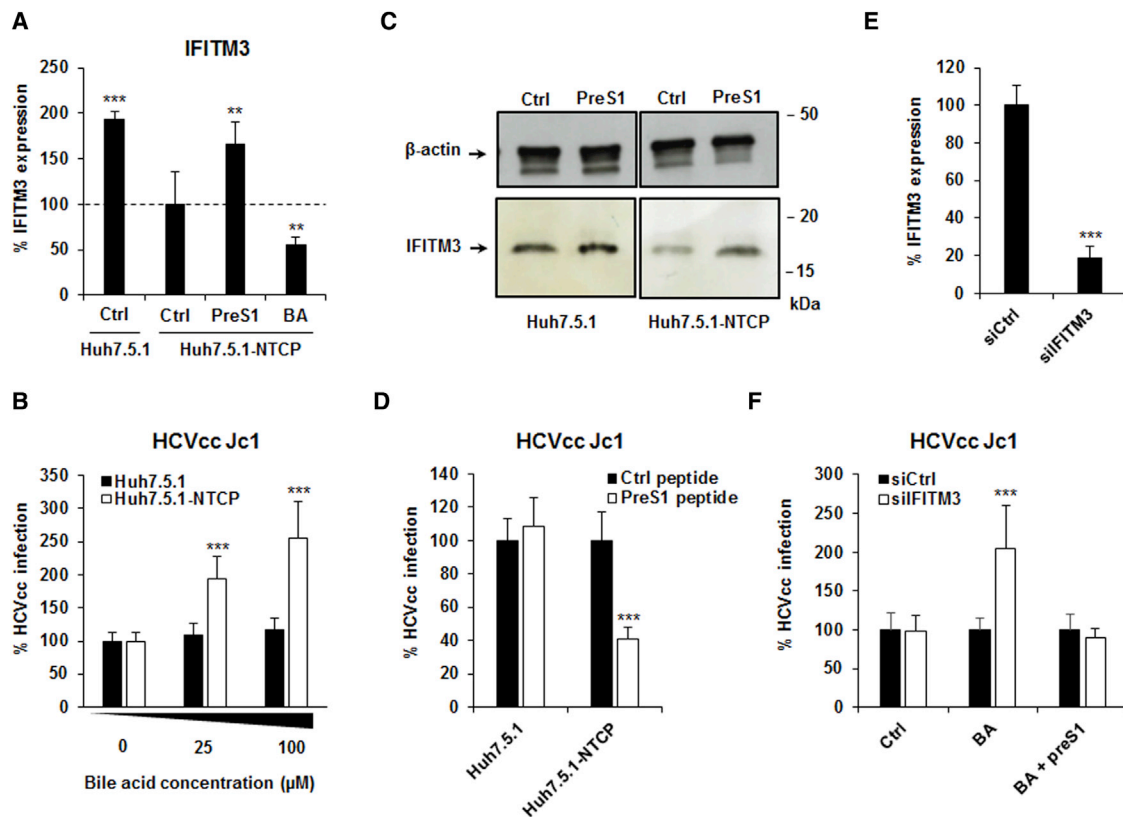 A
IFITM3
% IFITM3 expression
250
200
150
100
50
0
***
**
**
Ctrl
Ctrl PreS1 BA
Huh7.5.1
Huh7.5.1-NTCP
C
Ctrl PreS1 Ctrl PreS1
β-actin
IFITM3
– 50
– 20
– 15
kDa
Huh7.5.1
Huh7.5.1-NTCP
E
% IFITM3 expression
120
100
80
60
40
20
0
***
siCtrl
siIFITM3
B
HCVcc Jc1
% HCVcc infection
350
300
250
200
150
100
50
0
Huh7.5.1
Huh7.5.1-NTCP
***
***
0 25 100
Bile acid concentration (µM)
D
HCVcc Jc1
% HCVcc infection
140
120
100
80
60
40
20
0
Ctrl peptide
PreS1 peptide
***
Huh7.5.1
Huh7.5.1-NTCP
F
HCVcc Jc1
% HCVcc infection
300
250
200
150
100
50
0
siCtrl
siIFITM3
***
Ctrl
BA
BA + preS1